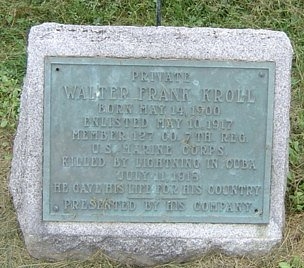 PRIVATE
WALTER FRANK KROLL
BORN MAY 14, 1900
ENLISTED MAY 10 1917
MEMBER 127 CO. 7TH. REG.
U.S. MARINE CORPS
KILLED BY LIGHTNING IN CUBA
JULY 11, 1918
HE GAVE HIS LIFE FOR HIS COUNTRY
PRESENTED BY HIS COMPANY